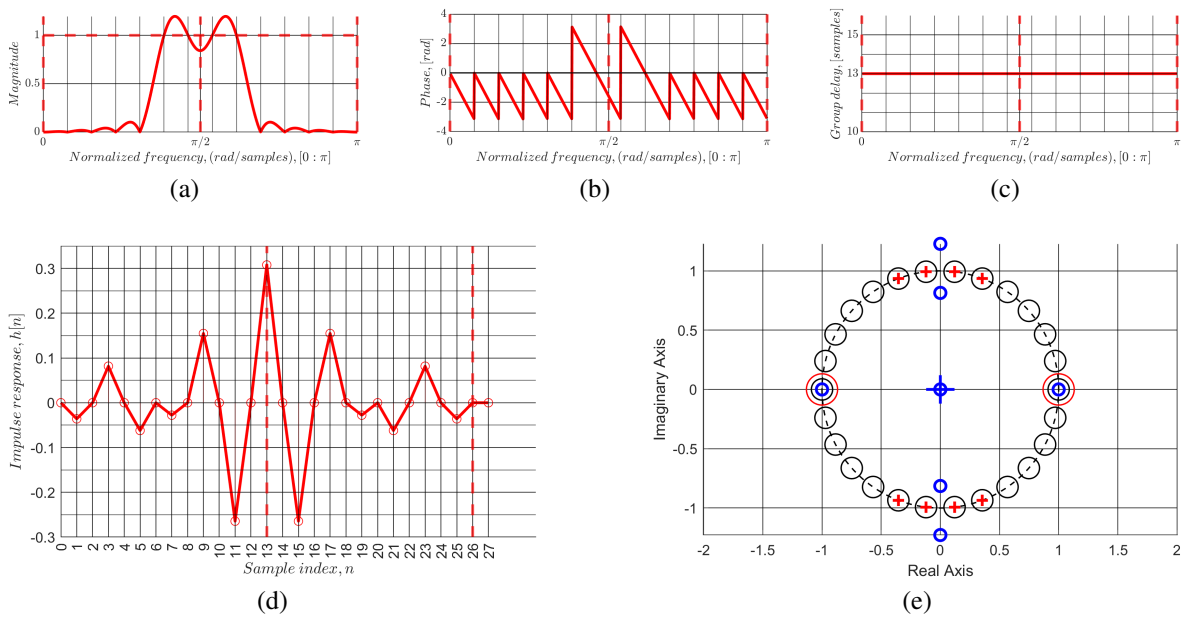 Magnitude
1
0.5
0
0
π/2
π
Normalized frequency, (rad/samples), [0 : π]
(a)
Phase, [rad]
4
2
0
-2
-4
0
π/2
π
Normalized frequency, (rad/samples), [0 : π]
(b)
Group delay, [samples]
15
13
10
0
π/2
π
Normalized frequency, (rad/samples), [0 : π]
(c)
Impulse response, h[n]
0.3
0.2
0.1
0
-0.1
-0.2
-0.3
0 1 2 3 4 5 6 7 8 9 10 11 12 13 14 15 16 17 18 19 20 21 22 23 24 25 26 27
Sample index, n
(d)
Imaginary Axis
1
0.5
0
-0.5
-1
-2 -1.5 -1 -0.5 0 0.5 1 1.5 2
Real Axis
(e)